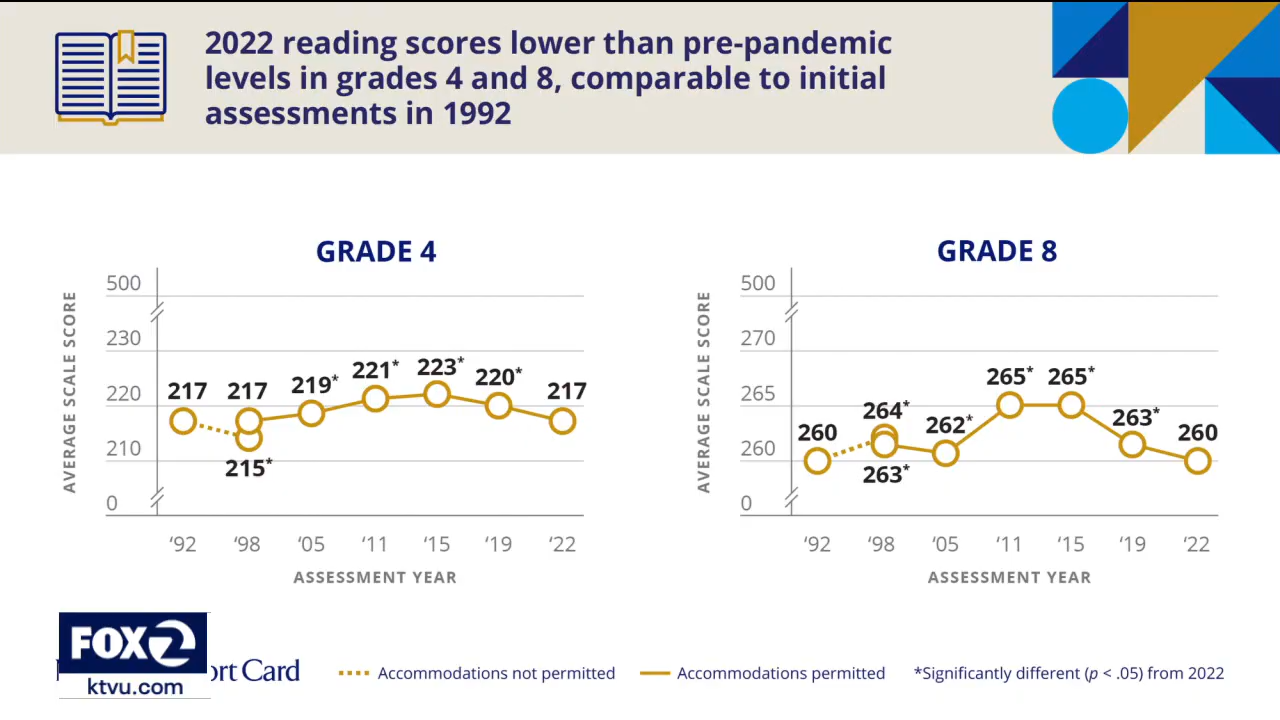 2022 reading scores lower than pre-pandemic
levels in grades 4 and 8, comparable to initial
assessments in 1992
GRADE 4
AVERAGE SCALE SCORE
500
230
220
210
0
217
217
215*
219*
221*
223*
220*
217
‘92 ‘98 ‘05 ‘11 ‘15 ‘19 ‘22
ASSESSMENT YEAR
GRADE 8
AVERAGE SCALE SCORE
500
270
265
260
0
260
264*
263*
262*
265*
265*
263*
260
‘92 ‘98 ‘05 ‘11 ‘15 ‘19 ‘22
ASSESSMENT YEAR
FOX 2
ktvu.com
Card
Accommodations not permitted
Accommodations permitted
*Significantly different (p < .05) from 2022